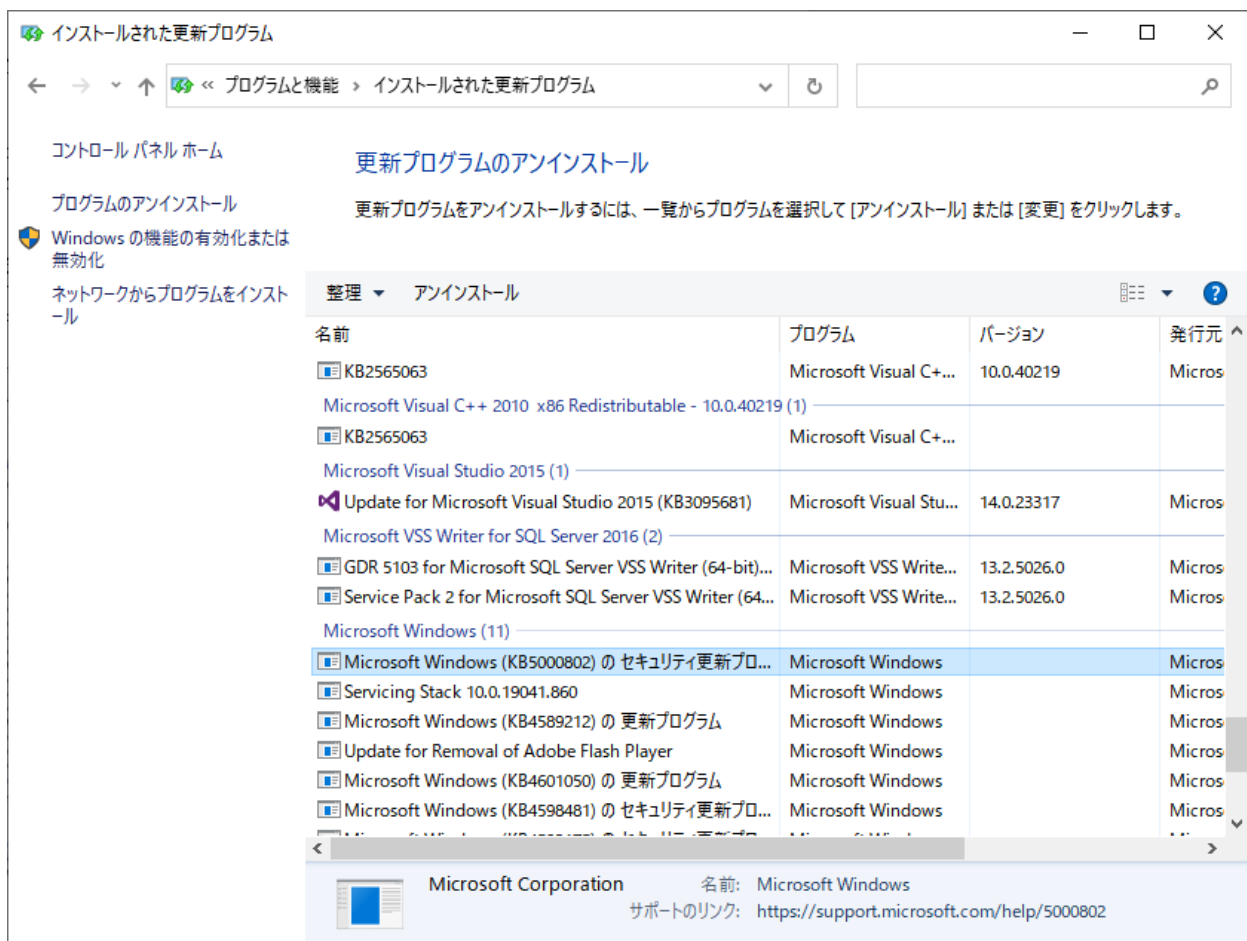 インストールされた更新プログラム
« プログラムと機能 › インストールされた更新プログラム
コントロール パネル ホーム
プログラムのアンインストール
Windows の機能の有効化または
無効化
ネットワークからプログラムをインスト
ール
更新プログラムのアンインストール
更新プログラムをアンインストールするには、一覧からプログラムを選択して [アンインストール] または [変更] をクリックします。
整理 アンインストール
名前 プログラム バージョン 発行元
KB2565063 Microsoft Visual C+... 10.0.40219 Micros
Microsoft Visual C++ 2010 x86 Redistributable - 10.0.40219 (1)
KB2565063 Microsoft Visual C+...
Microsoft Visual Studio 2015 (1)
Update for Microsoft Visual Studio 2015 (KB3095681) Microsoft Visual Stu... 14.0.23317 Micros
Microsoft VSS Writer for SQL Server 2016 (2)
GDR 5103 for Microsoft SQL Server VSS Writer (64-bit)... Microsoft VSS Write... 13.2.5026.0 Micros
Service Pack 2 for Microsoft SQL Server VSS Writer (64... Microsoft VSS Write... 13.2.5026.0 Micros
Microsoft Windows (11)
Microsoft Windows (KB5000802) の セキュリティ更新プロ... Microsoft Windows Micros
Servicing Stack 10.0.19041.860 Microsoft Windows Micros
Microsoft Windows (KB4589212) の 更新プログラム Microsoft Windows Micros
Update for Removal of Adobe Flash Player Microsoft Windows Micros
Microsoft Windows (KB4601050) の 更新プログラム Microsoft Windows Micros
Microsoft Windows (KB4598481) の セキュリティ更新プロ... Microsoft Windows Micros
Microsoft Corporation 名前: Microsoft Windows
サポートのリンク: https://support.microsoft.com/help/5000802